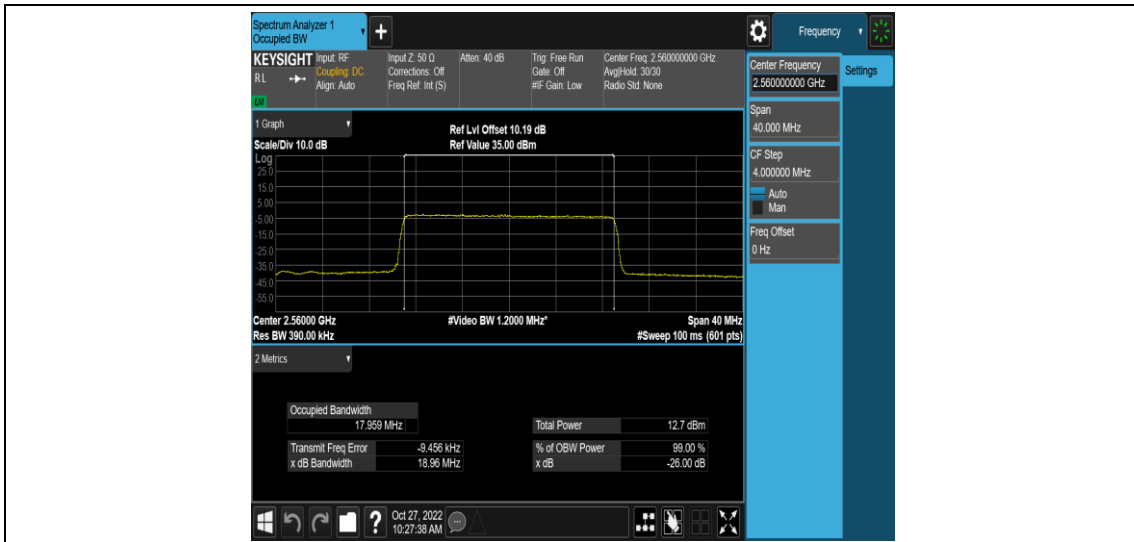 Spectrum Analyzer 1
Occupied BW
+
Frequency
KEYSIGHT
RL
LXI
Input: RF
Coupling: DC
Align: Auto
Input Z: 50 Ω
Corrections: Off
Freq Ref: Int (S)
Atten: 40 dB
Trig: Free Run
Gate: Off
#IF Gain: Low
Center Freq: 2.560000000 GHz
Avg|Hold: 30/30
Radio Std: None
Center Frequency
2.560000000 GHz
Settings
Span
40.000 MHz
CF Step
4.000000 MHz
Auto
Man
Freq Offset
0 Hz
1 Graph
Ref Lvl Offset 10.19 dB
Scale/Div 10.0 dB
Ref Value 35.00 dBm
Log
25.0
15.0
5.00
-5.00
-15.0
-25.0
-35.0
-45.0
-55.0
Center 2.56000 GHz
#Video BW 1.2000 MHz*
Span 40 MHz
Res BW 390.00 kHz
#Sweep 100 ms (601 pts)
2 Metrics
Occupied Bandwidth
17.959 MHz
Total Power 12.7 dBm
Transmit Freq Error -9.456 kHz
% of OBW Power 99.00 %
x dB Bandwidth 18.96 MHz
x dB -26.00 dB
?
Oct 27, 2022
10:27:38 AM